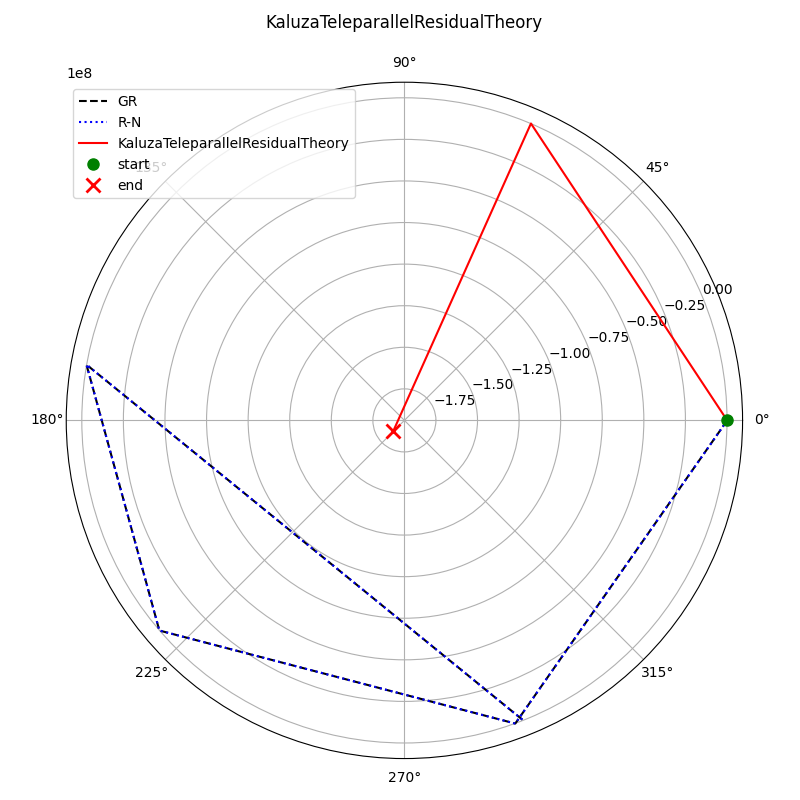 KaluzaTeleparallelResidualTheory
90°
1e8
GR
R-N
KaluzaTeleparallelResidualTheory
start
end
135°
45°
0.00
−0.25
−0.50
−0.75
−1.00
−1.25
−1.50
−1.75
180°
0°
225°
315°
270°